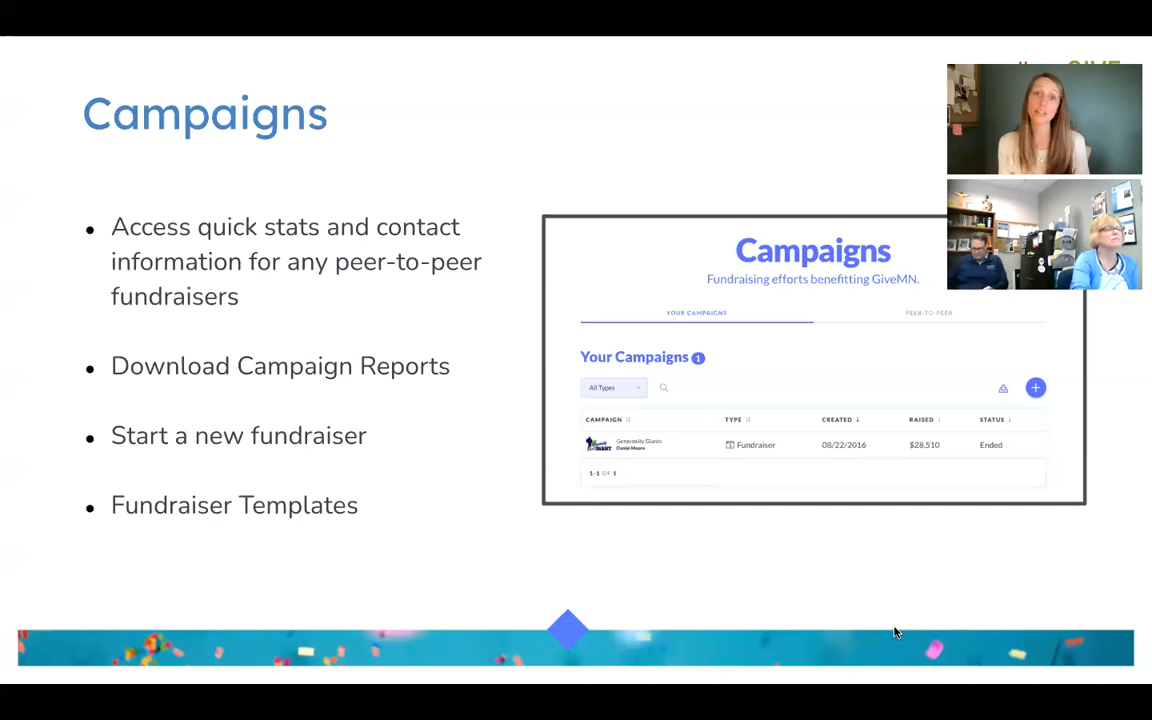 Campaigns
• Access quick stats and contact
information for any peer-to-peer
fundraisers
• Download Campaign Reports
• Start a new fundraiser
• Fundraiser Templates
Campaigns
Fundraising efforts benefitting GiveMN.
YOUR CAMPAIGNS PEER-TO-PEER
Your Campaigns 1
All Types
CAMPAIGN TYPE CREATED RAISED STATUS
Generosity Giants
Daniel Moore
Fundraiser 08/22/2016 $28,510 Ended
1-1 OF 1